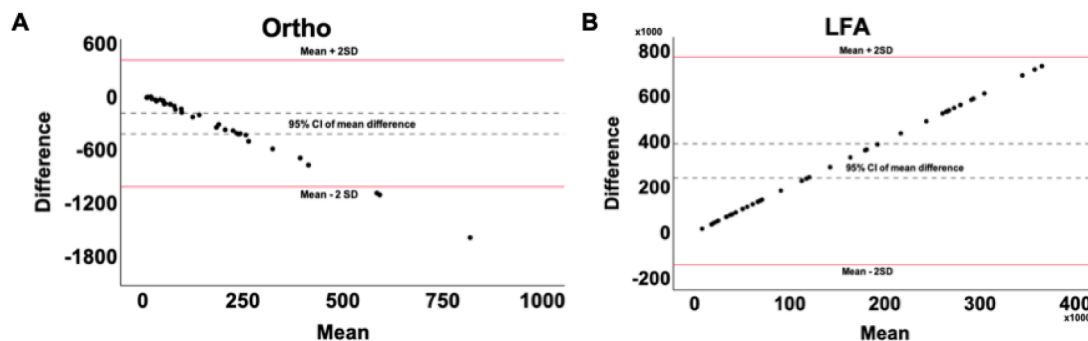 A
Ortho
Difference
600
0
-600
-1200
-1800
Mean + 2SD
95% CI of mean difference
Mean - 2 SD
0 250 500 750 1000
Mean
B
LFA
x1000
Difference
800
600
400
200
0
-200
Mean + 2SD
95% CI of mean difference
Mean - 2SD
0 100 200 300 400
x1000
Mean